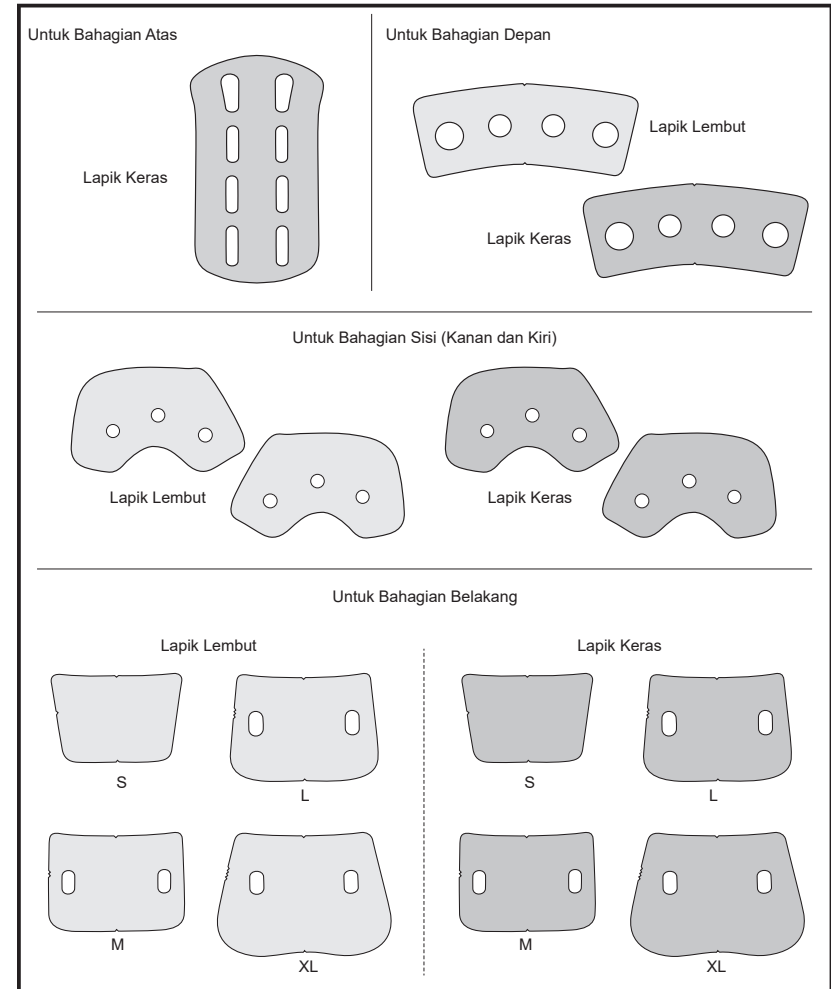 Untuk Bahagian Atas
Lapik Keras
Untuk Bahagian Depan
Lapik Lembut
Lapik Keras
Untuk Bahagian Sisi (Kanan dan Kiri)
Lapik Lembut
Lapik Keras
Untuk Bahagian Belakang
Lapik Lembut
S
L
M
XL
Lapik Keras
S
L
M
XL